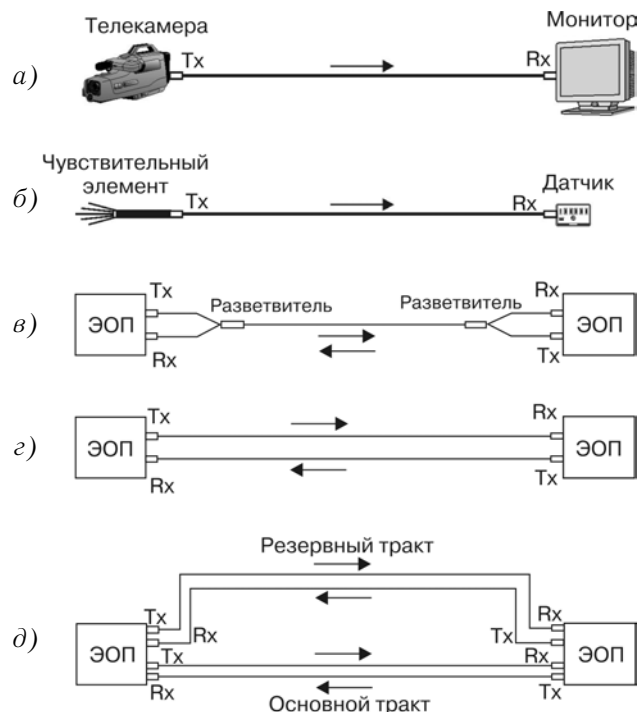 Телекамера
Монитор
а)
Tx
Rx
Чувствительный
элемент
Датчик
б)
Tx
Rx
Tx
Разветвитель
Разветвитель
Rx
в)
ЭОП
ЭОП
Rx
Tx
Tx
Rx
г)
ЭОП
ЭОП
Rx
Tx
Резервный тракт
Tx
Rx
Rx
Tx
д)
ЭОП
Tx
Rx
ЭОП
Rx
Tx
Основной тракт